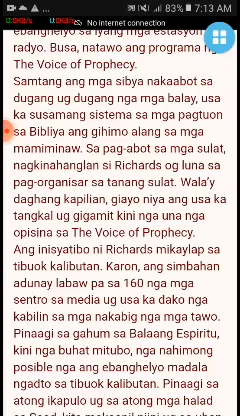 83% 7:13 AM
0:0KB/s U:0KB/s No internet connection
ebanghelyo sa iyang mga estasyon
radyo. Busa, natawo ang programa
The Voice of Prophecy.
Samtang ang mga sibya nakaabot sa
dugang ug dugang nga mga balay, usa
ka susamang sistema sa mga pagtuon
sa Bibliya ang gihimo alang sa mga
mamiminaw. Sa pag-abot sa mga sulat,
nagkinahanglan si Richards og luna sa
pag-organisar sa tanang sulat. Wala'y
daghang kapilian, giayo niya ang usa ka
tangkal ug gigamit kini nga una nga
opisina sa The Voice of Prophecy.
Ang inisyatibo ni Richards mikaylap sa
tibuok kalibutan. Karon, ang simbahan
adunay labaw pa sa 160 nga mga
sentro sa media ug usa ka dako nga
kabilin sa mga nakabig nga mga tawo.
Pinaagi sa gahum sa Balaang Espiritu,
kini nga buhat mitubo, nga nahimong
posible nga ang ebanghelyo madala
ngadto sa tibuok kalibutan. Pinaagi sa
atong ikapulo ug sa atong mga halad